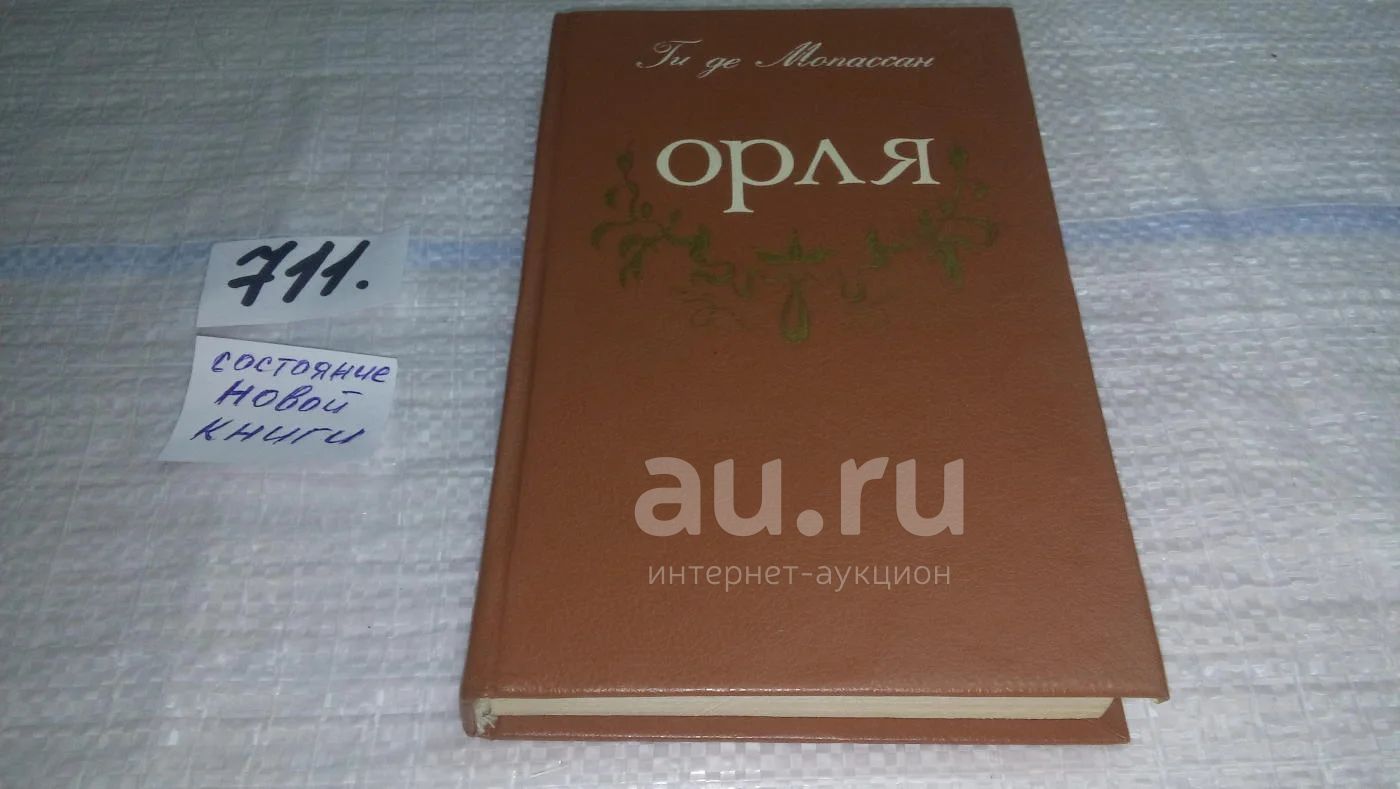 Ги де Мопассан
орля
711.
состояние
новой
книги
au.ru
интернет-аукцион